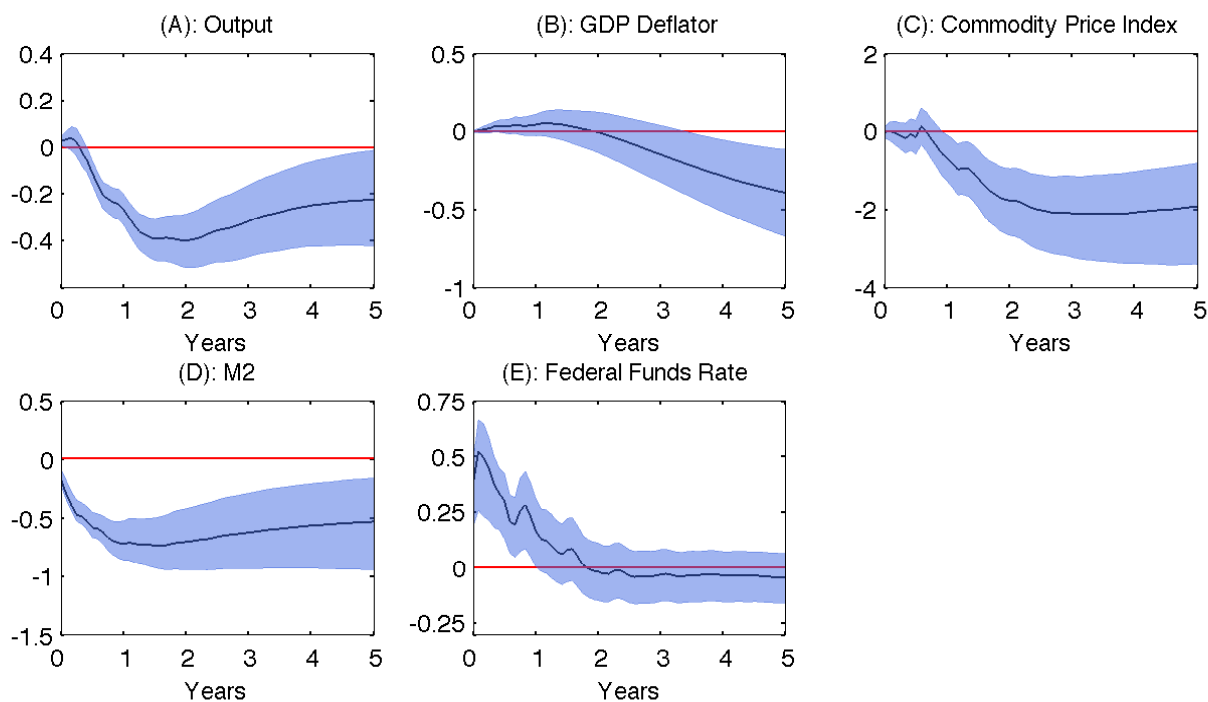 (A): Output
0.4
0.2
0
-0.2
-0.4
0 1 2 3 4 5
Years
(B): GDP Deflator
0.5
0
-0.5
-1
0 1 2 3 4 5
Years
(C): Commodity Price Index
2
0
-2
-4
0 1 2 3 4 5
Years
(D): M2
0.5
0
-0.5
-1
-1.5
0 1 2 3 4 5
Years
(E): Federal Funds Rate
0.75
0.5
0.25
0
-0.25
0 1 2 3 4 5
Years